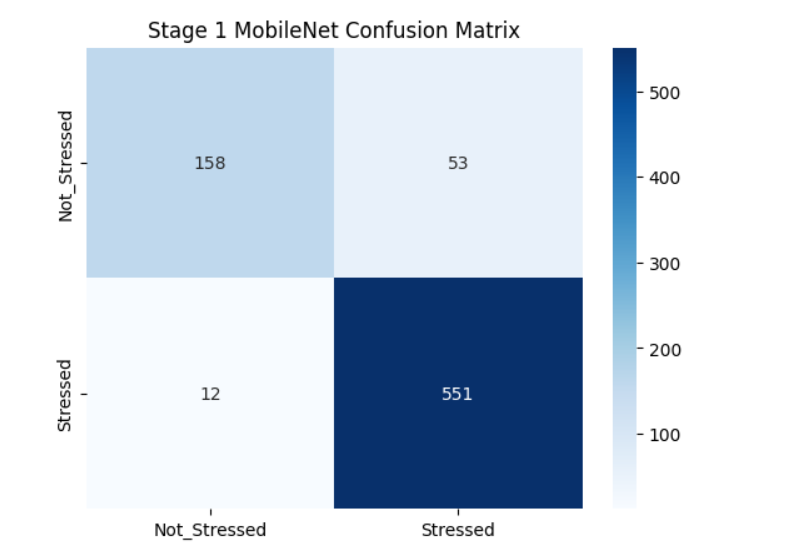 Stage 1 MobileNet Confusion Matrix
Not_Stressed
158
53
Stressed
12
551
Not_Stressed
Stressed
500
400
300
200
100